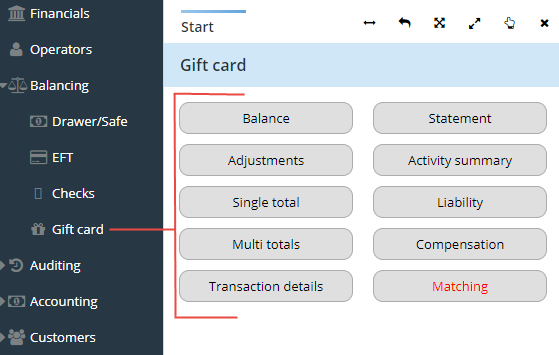 Financials
Operators
Balancing
Drawer/Safe
EFT
Checks
Gift card
Auditing
Accounting
Customers
Start
Gift card
Balance
Statement
Adjustments
Activity summary
Single total
Liability
Multi totals
Compensation
Transaction details
Matching